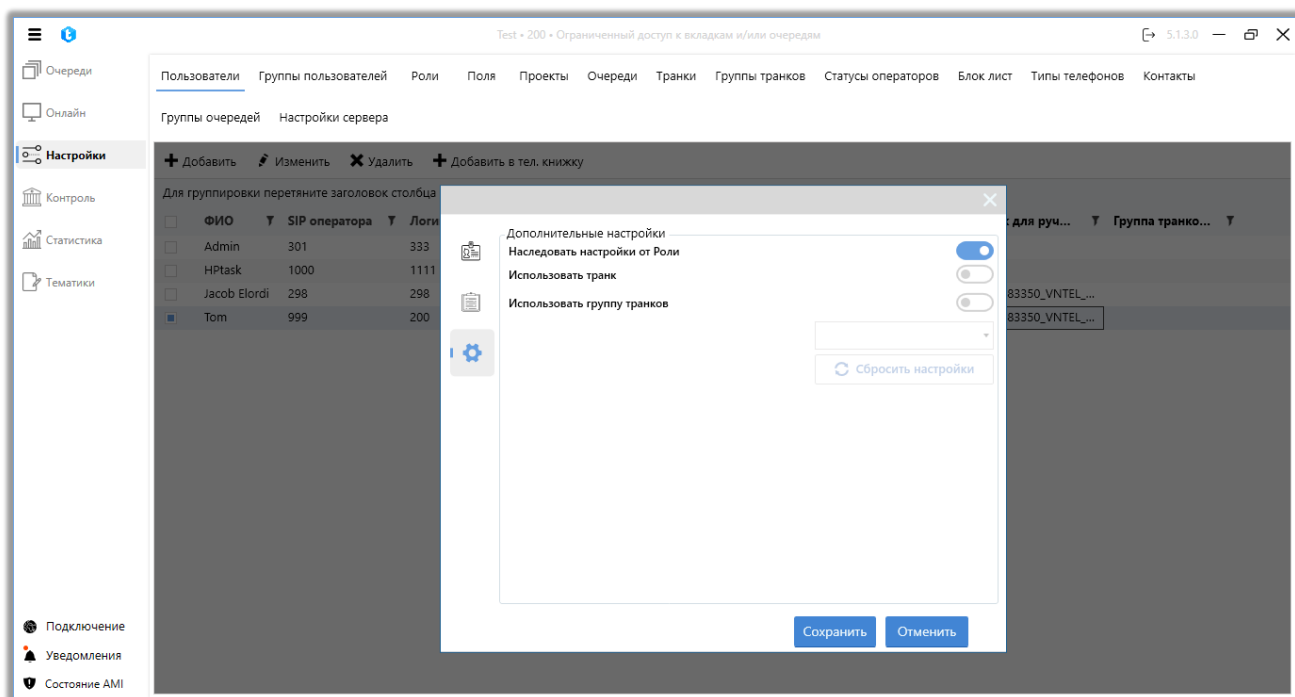 Test • 200 • Ограниченный доступ к вкладкам и/или очередям
5.1.3.0
Очереди
Онлайн
Настройки
Контроль
Статистика
Тематики
Пользователи Группы пользователей Роли Поля Проекты Очереди Транки Группы транков Статусы операторов Блок лист Типы телефонов Контакты
Группы очередей Настройки сервера
Добавить Изменить Удалить Добавить в тел. книжку
Для группировки перетяните заголовок столбца
ФИО SIP оператора для руч... Группа транко...
Admin 301 333
HPtask 1000 1111
Jacob Elordi 298 298 83350_VNTEL_...
Tom 999 200 83350_VNTEL_...
Дополнительные настройки
Наследовать настройки от Роли
Использовать транк
Использовать группу транков
Сбросить настройки
Сохранить Отменить
Подключение
Уведомления
Состояние AMI